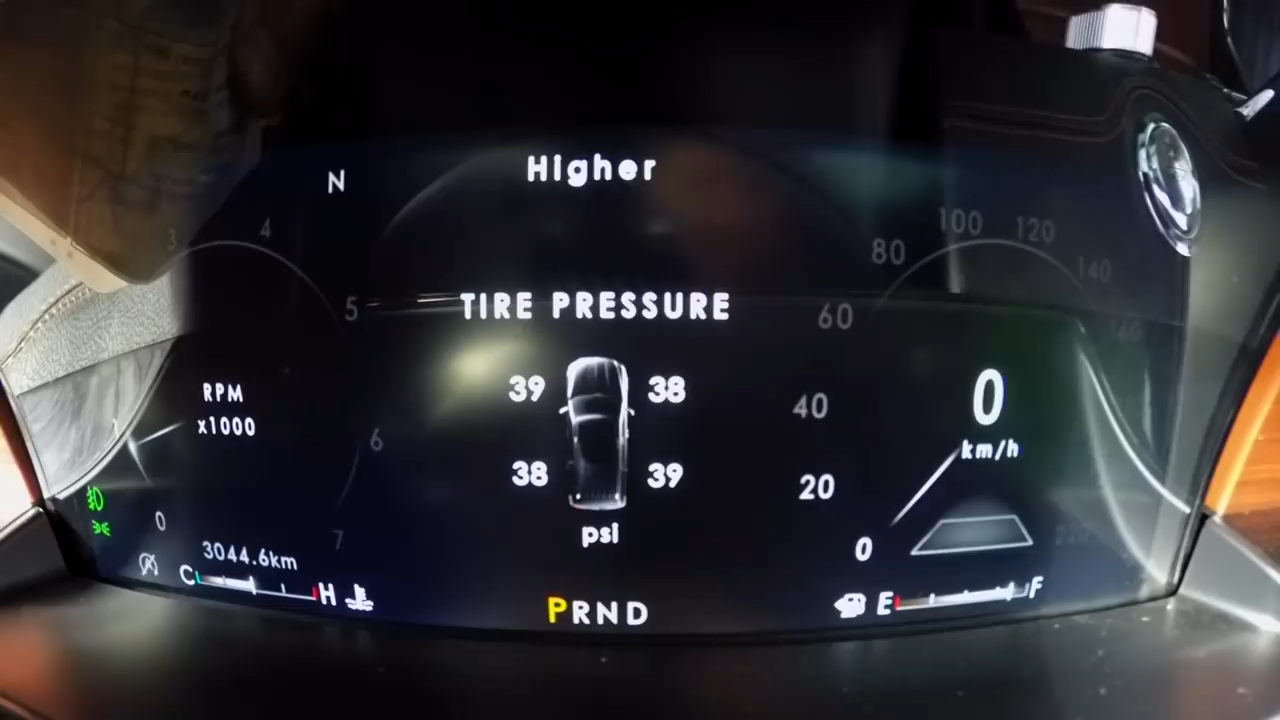 Higher
N
3 4 5 6 7
0
RPM
x1000
TIRE PRESSURE
39 38
38 39
psi
0 20 40 60 80 100 120 140 160
0
km/h
3044.6km
C H
PRND
E F